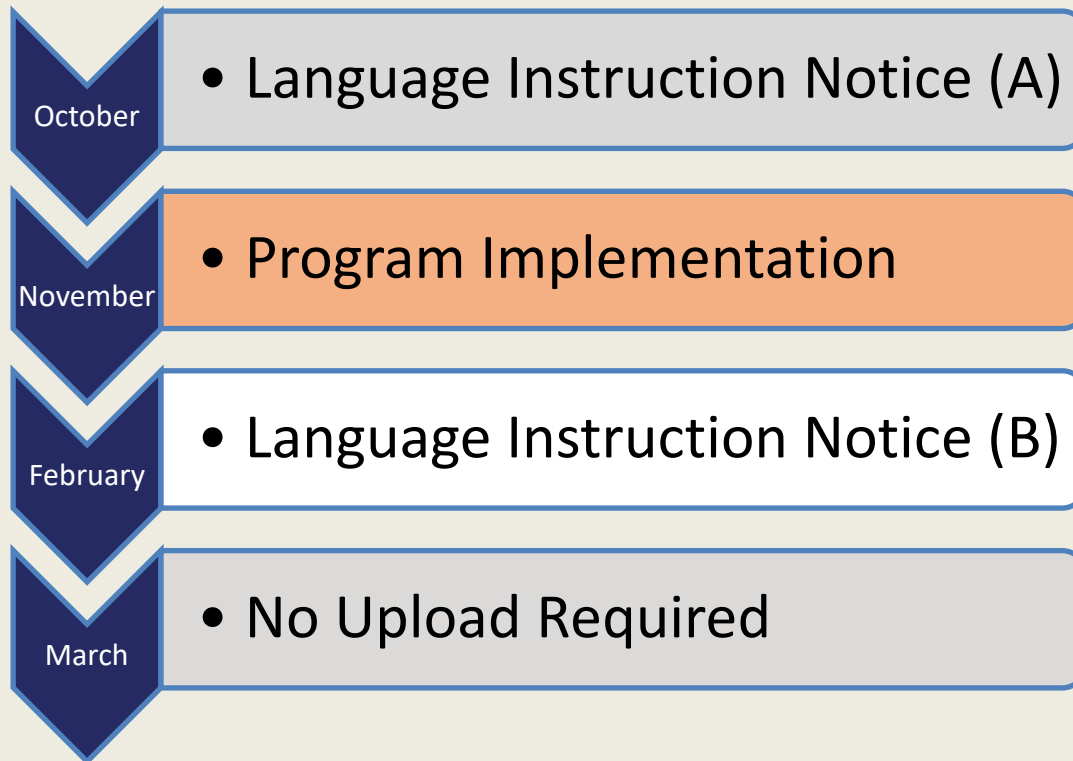 October
• Language Instruction Notice (A)
November
• Program Implementation
February
• Language Instruction Notice (B)
March
• No Upload Required